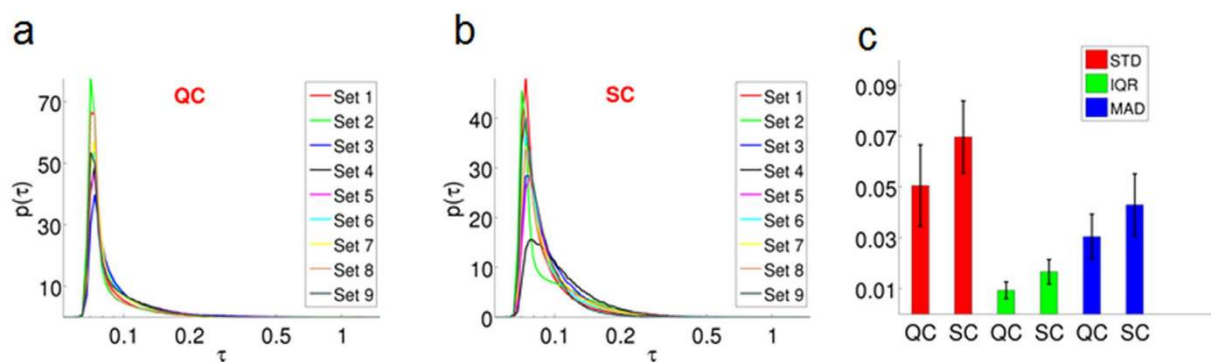 a
QC
70
50
30
10
p(τ)
0.1 0.2 0.5 1
τ
Set 1
Set 2
Set 3
Set 4
Set 5
Set 6
Set 7
Set 8
Set 9
b
SC
40
30
20
10
0
p(τ)
0.1 0.2 0.5 1
τ
Set 1
Set 2
Set 3
Set 4
Set 5
Set 6
Set 7
Set 8
Set 9
c
STD
IQR
MAD
0.09
0.07
0.05
0.03
0.01
QC SC QC SC QC SC